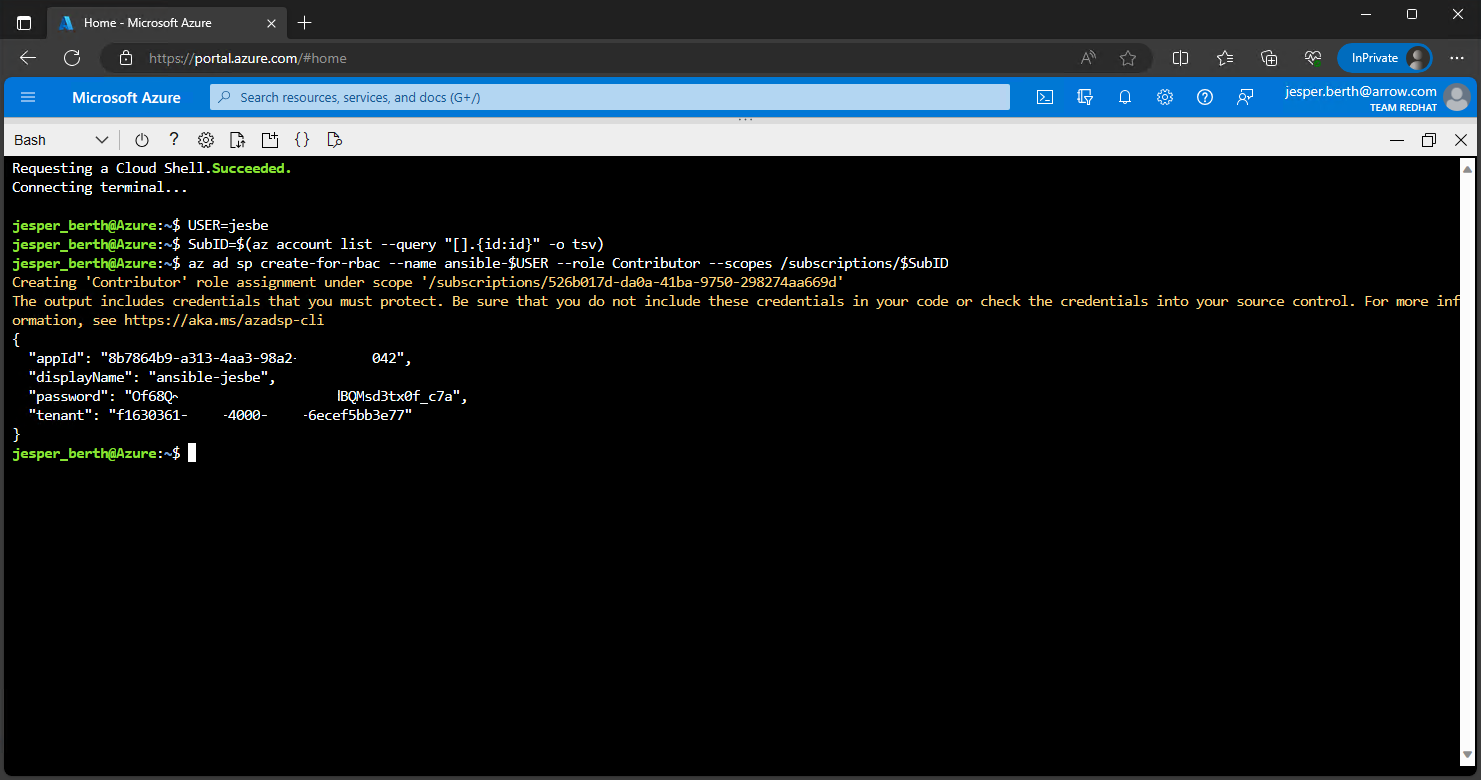 Home - Microsoft Azure
https://portal.azure.com/#home
InPrivate
Microsoft Azure
Search resources, services, and docs (G+/)
jesper.berth@arrow.com
TEAM REDHAT
Bash
Requesting a Cloud Shell.Succeeded.
Connecting terminal...
jesper_berth@Azure:~$ USER=jesbe
jesper_berth@Azure:~$ SubID=$(az account list --query "[].{id:id}" -o tsv)
jesper_berth@Azure:~$ az ad sp create-for-rbac --name ansible-$USER --role Contributor --scopes /subscriptions/$SubID
Creating 'Contributor' role assignment under scope '/subscriptions/526b017d-da0a-41ba-9750-298274aa669d'
The output includes credentials that you must protect. Be sure that you do not include these credentials in your code or check the credentials into your source control. For more inf
ormation, see https://aka.ms/azadsp-cli
{
"appId": "8b7864b9-a313-4aa3-98a2- 042",
"displayName": "ansible-jesbe",
"password": "Of68Q~ lBQMsd3tx0f_c7a",
"tenant": "f1630361- -4000- -6ecef5bb3e77"
}
jesper_berth@Azure:~$